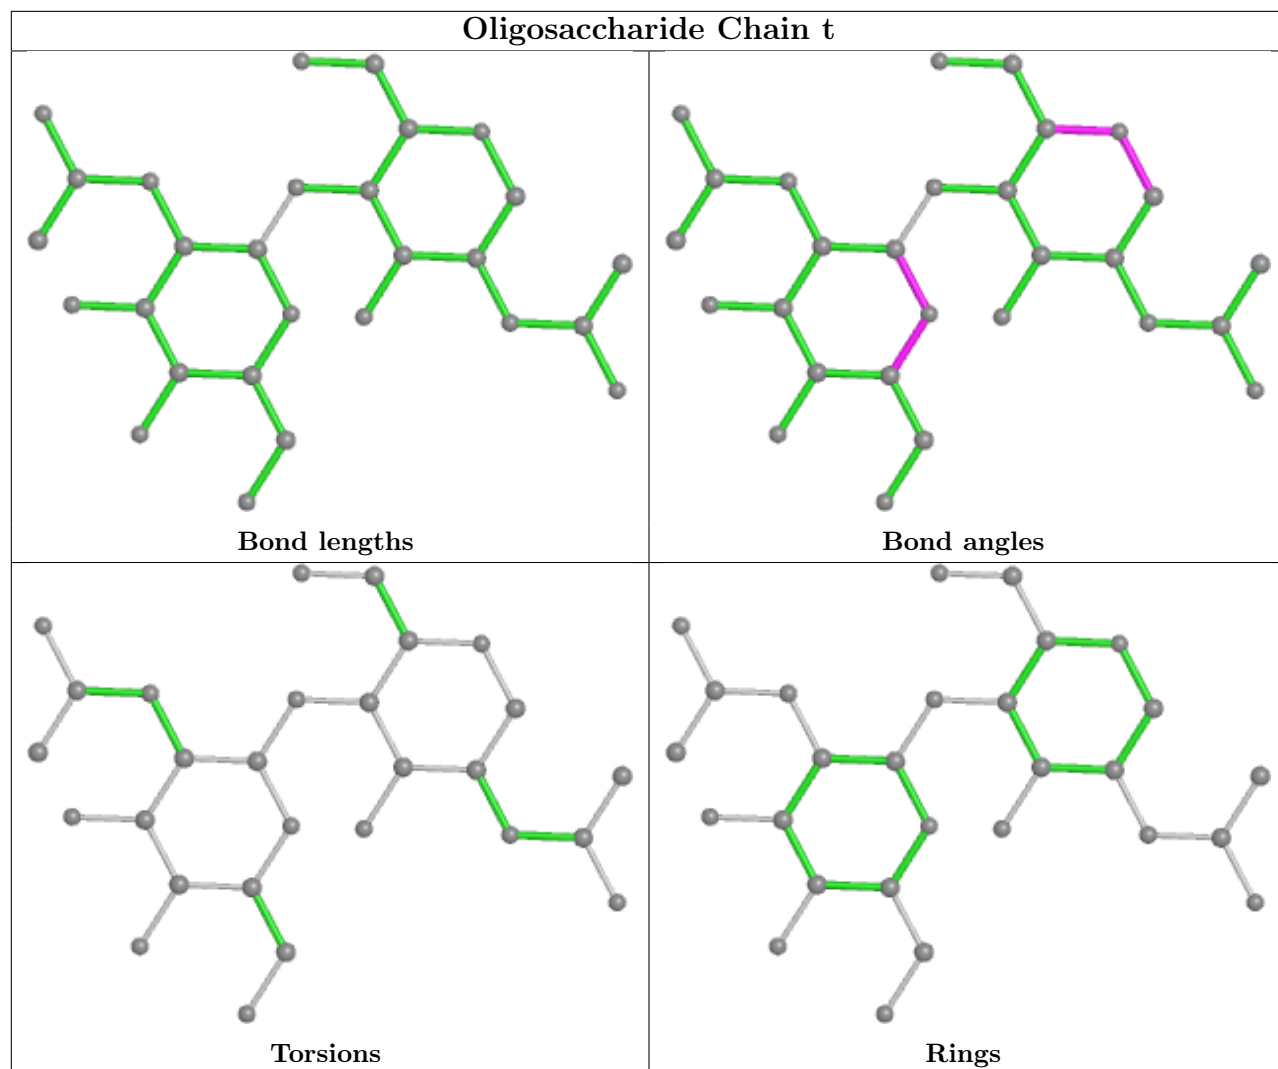 Oligosaccharide Chain t
Bond lengths
Bond angles
Torsions
Rings